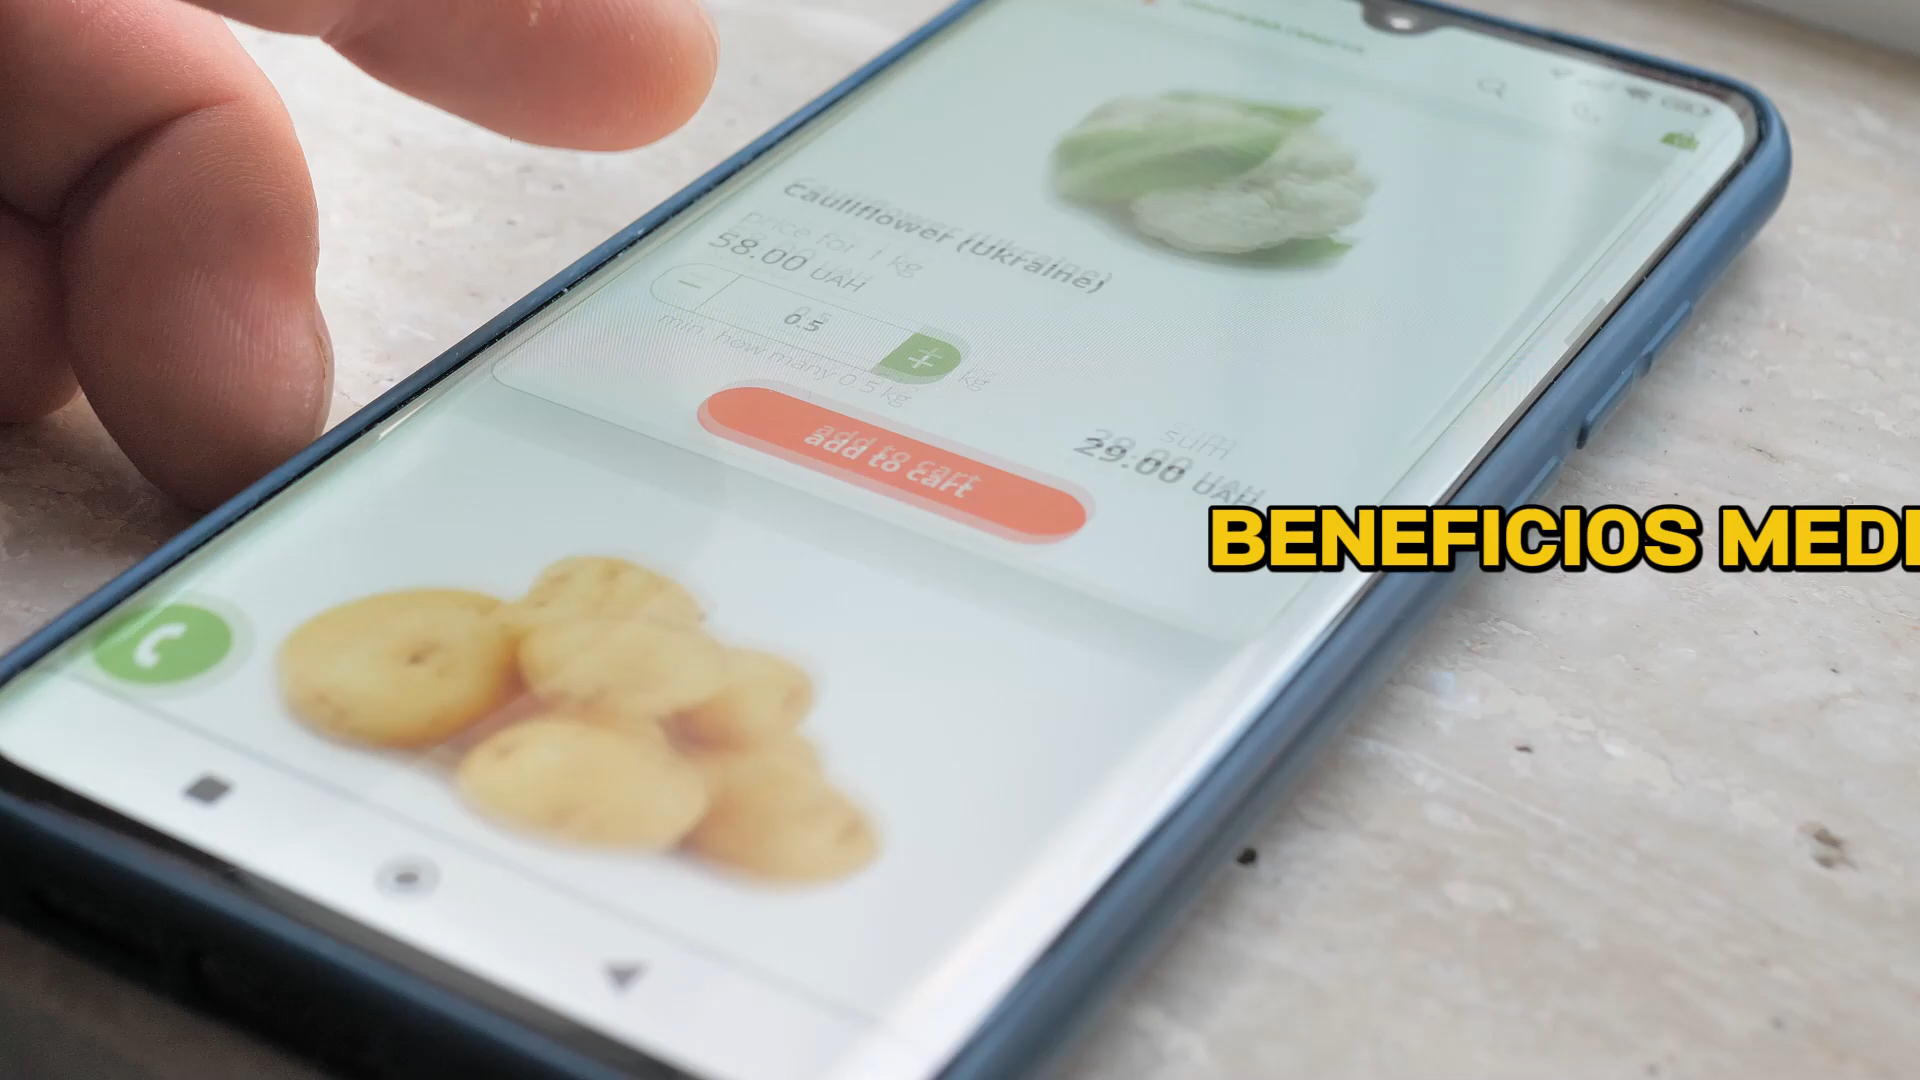 Cauliflower (Ukraine)
price for 1 kg
58.00 UAH
0.5
kg
min. how many 0.5 kg
add to cart
sum
29.00 UAH
BENEFICIOS MEDI